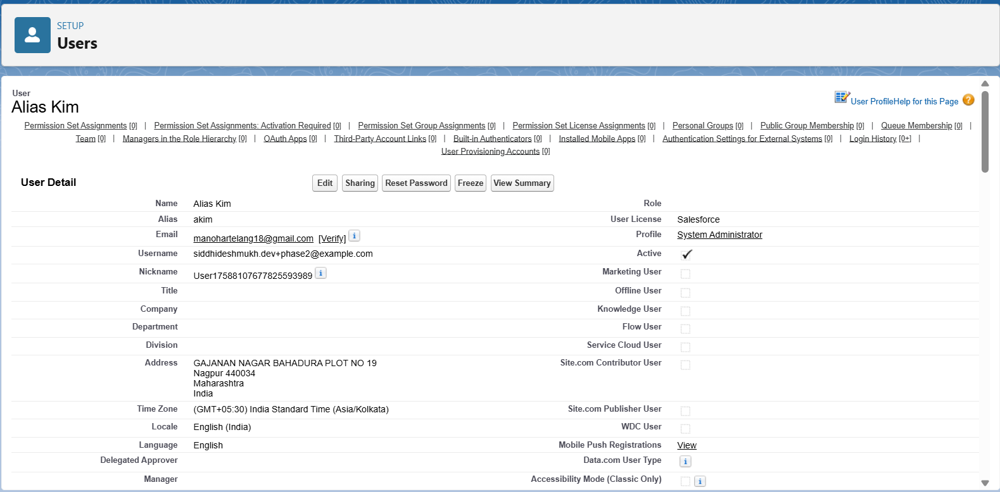 SETUP
Users
User
Alias Kim
User Profile Help for this Page ?
Permission Set Assignments [0] | Permission Set Assignments: Activation Required [0] | Permission Set Group Assignments [0] | Permission Set License Assignments [0] | Personal Groups [0] | Public Group Membership [0] | Queue Membership [0] |
Team [0] | Managers in the Role Hierarchy [0] | OAuth Apps [0] | Third-Party Account Links [0] | Built-in Authenticators [0] | Installed Mobile Apps [0] | Authentication Settings for External Systems [0] | Login History [0+] |
User Provisioning Accounts [0]
User Detail Edit Sharing Reset Password Freeze View Summary
Name Alias Kim Role
Alias akim User License Salesforce
Email manohartelang18@gmail.com [Verify] i Profile System Administrator
Username siddhideshmukh.dev+phase2@example.com Active
Nickname User17588107677825593989 i Marketing User
Title Offline User
Company Knowledge User
Department Flow User
Division Service Cloud User
Address GAJANAN NAGAR BAHADURA PLOT NO 19 Site.com Contributor User
Nagpur 440034
Maharashtra
India
Time Zone (GMT+05:30) India Standard Time (Asia/Kolkata) Site.com Publisher User
Locale English (India) WDC User
Language English Mobile Push Registrations View
Delegated Approver Data.com User Type i
Manager Accessibility Mode (Classic Only) i